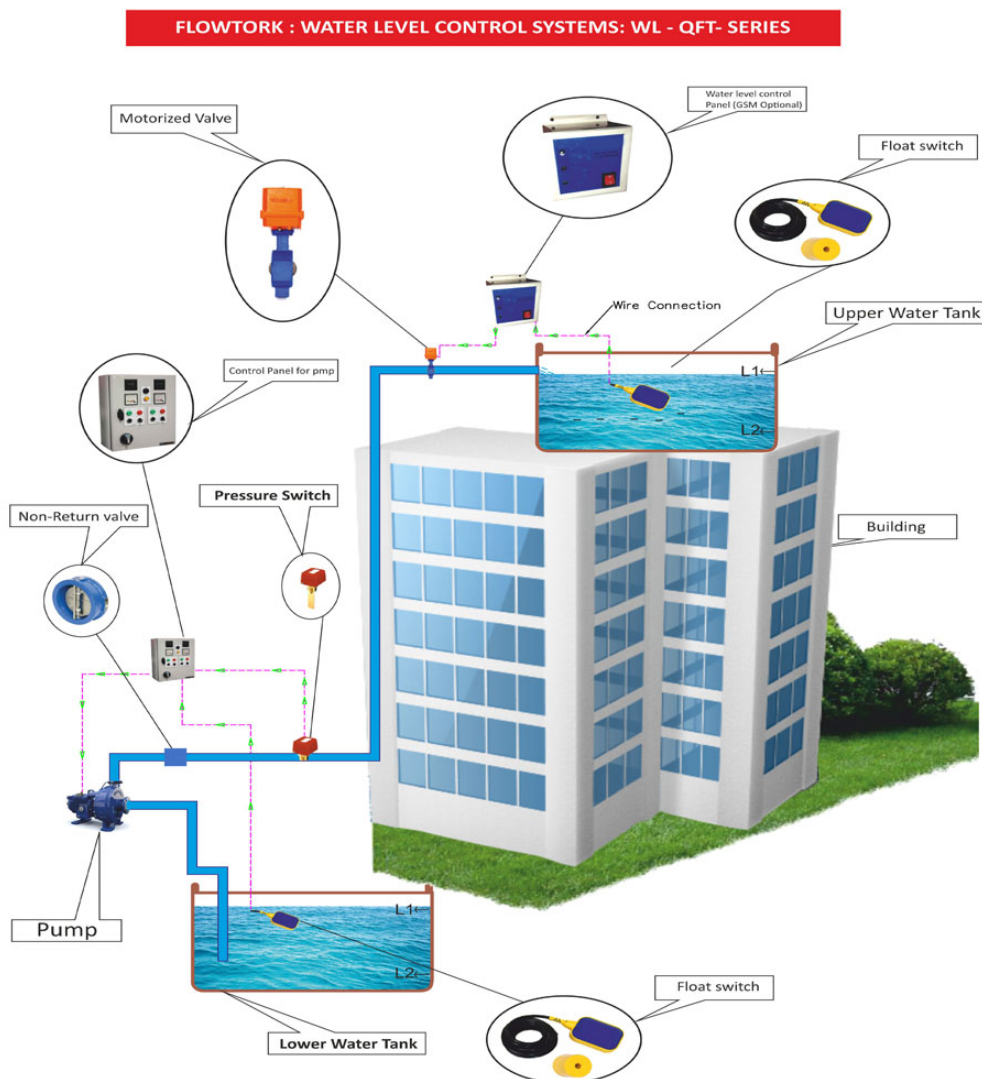 FLOWTORK : WATER LEVEL CONTROL SYSTEMS: WL - QFT- SERIES
Motorized Valve
Water level control
Panel (GSM Optional)
Float switch
Wire Connection
Upper Water Tank
L1
L2
Control Panel for pmp
Pressure Switch
Non-Return valve
Building
Pump
L1
L2
Lower Water Tank
Float switch